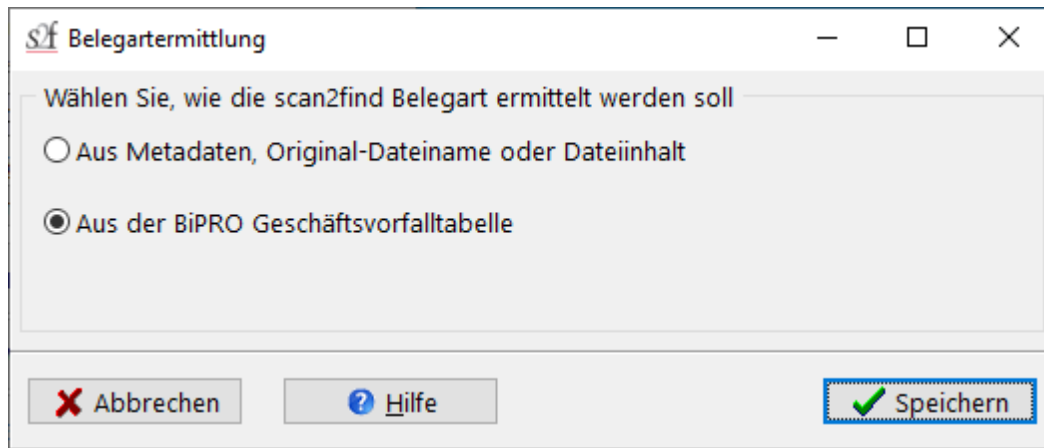 s2f Belegartermittlung
Wählen Sie, wie die scan2find Belegart ermittelt werden soll
Aus Metadaten, Original-Dateiname oder Dateiinhalt
Aus der BiPRO Geschäftsvorfalltabelle
Abbrechen
Hilfe
Speichern